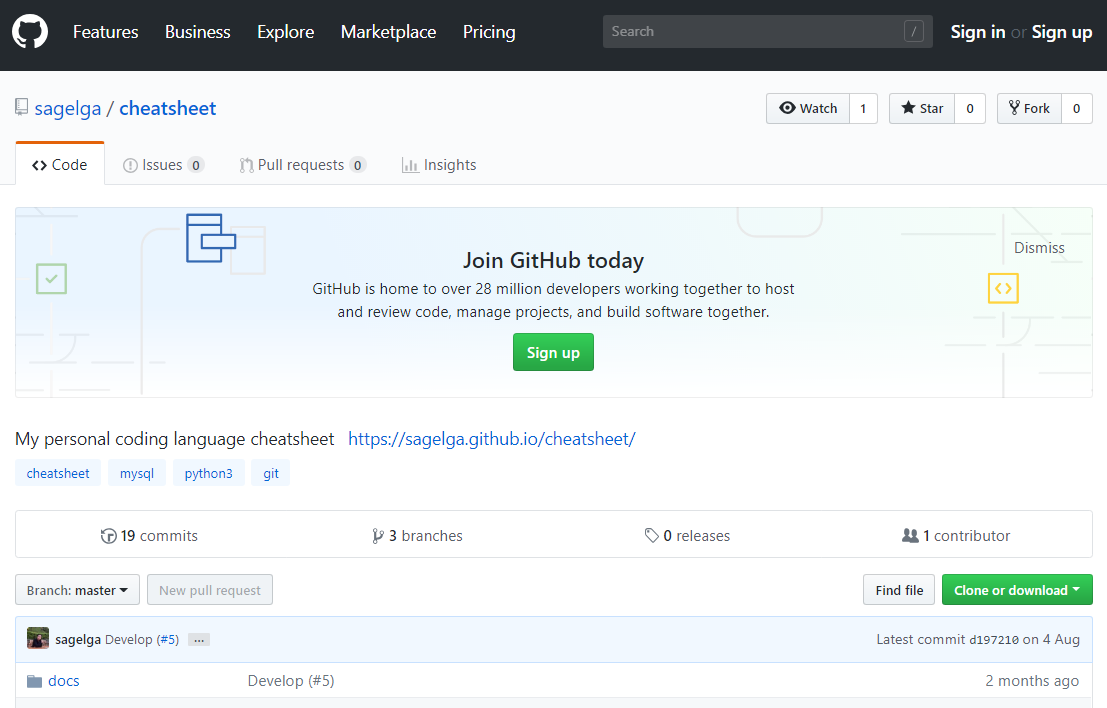 Features Business Explore Marketplace Pricing Search / Sign in or Sign up
sagelga / cheatsheet Watch 1 Star 0 Fork 0
Code Issues 0 Pull requests 0 Insights
Dismiss
Join GitHub today
GitHub is home to over 28 million developers working together to host
and review code, manage projects, and build software together.
Sign up
My personal coding language cheatsheet https://sagelga.github.io/cheatsheet/
cheatsheet mysql python3 git
19 commits 3 branches 0 releases 1 contributor
Branch: master New pull request Find file Clone or download
sagelga Develop (#5) ... Latest commit d197210 on 4 Aug
docs Develop (#5) 2 months ago